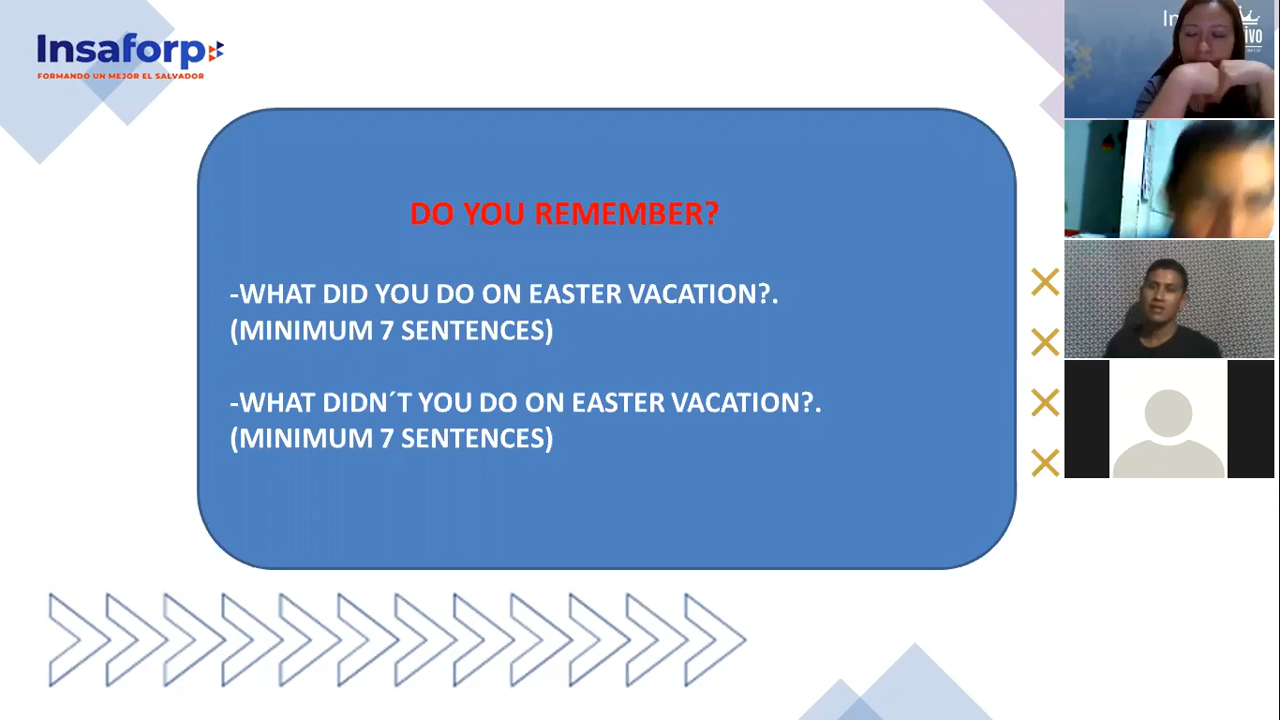 Insaforp
FORMANDO UN MEJOR EL SALVADOR
DO YOU REMEMBER?
-WHAT DID YOU DO ON EASTER VACATION?.
(MINIMUM 7 SENTENCES)
-WHAT DIDN´T YOU DO ON EASTER VACATION?.
(MINIMUM 7 SENTENCES)